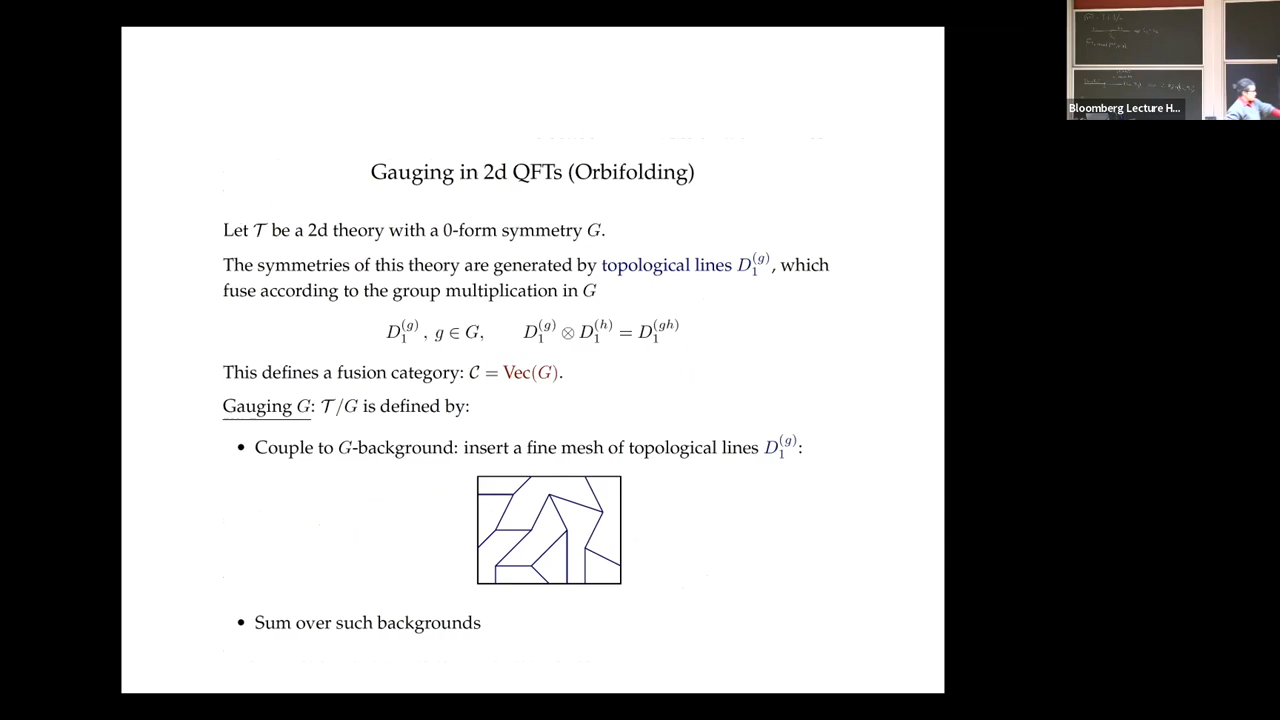 Gauging in 2d QFTs (Orbifolding)
Let 𝒯 be a 2d theory with a 0-form symmetry G.
The symmetries of this theory are generated by topological lines D₁^(g), which
fuse according to the group multiplication in G
D₁^(g), g ∈ G, D₁^(g) ⊗ D₁^(h) = D₁^(gh)
This defines a fusion category: 𝒞 = Vec(G).
Gauging G: 𝒯/G is defined by:
• Couple to G-background: insert a fine mesh of topological lines D₁^(g):
• Sum over such backgrounds
Bloomberg Lecture H...